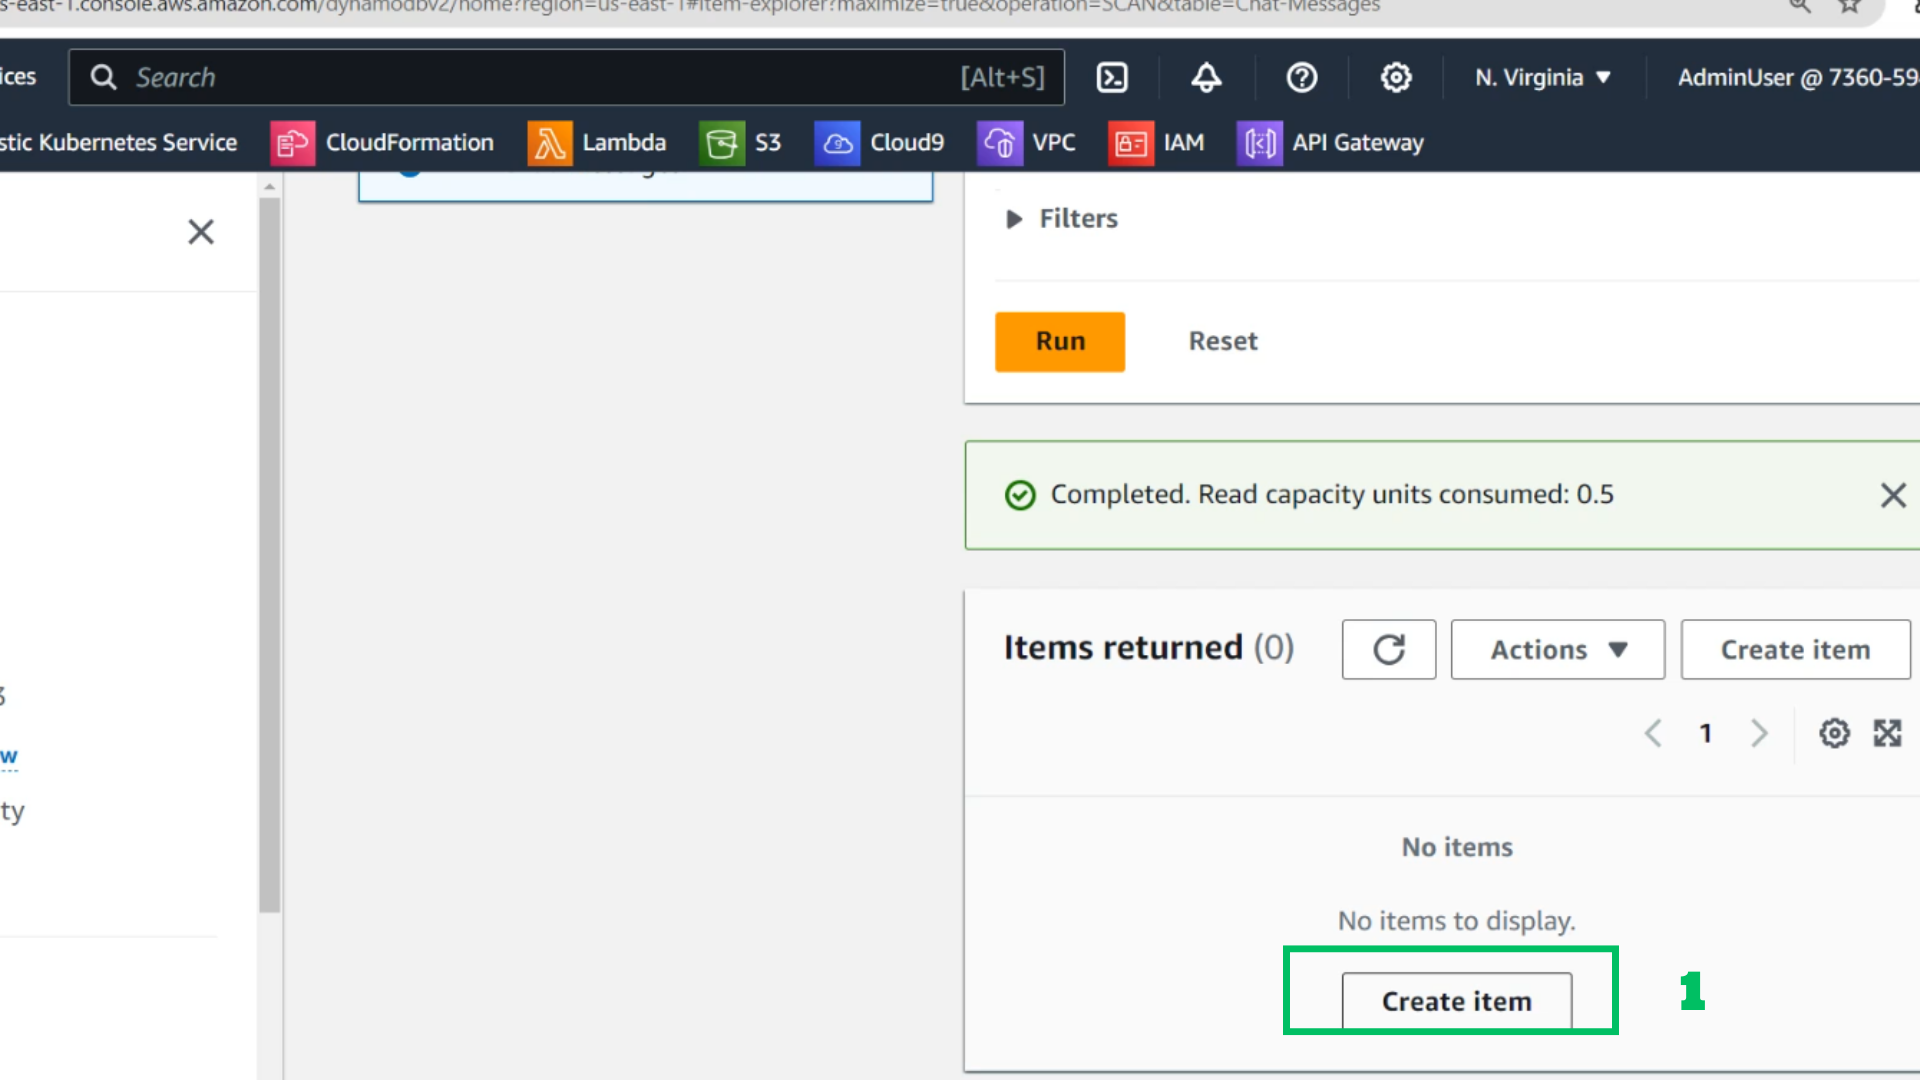 s-east-1.console.aws.amazon.com/dynamodbv2/home?region=us-east-1#item-explorer?maximize=true&operation=SCAN&table=Chat-Messages
ices
Search
[Alt+S]
N. Virginia
AdminUser @ 7360-59
stic Kubernetes Service
CloudFormation
Lambda
S3
Cloud9
VPC
IAM
API Gateway
Filters
Run
Reset
Completed. Read capacity units consumed: 0.5
Items returned (0)
Actions
Create item
1
w
ty
No items
No items to display.
Create item
1